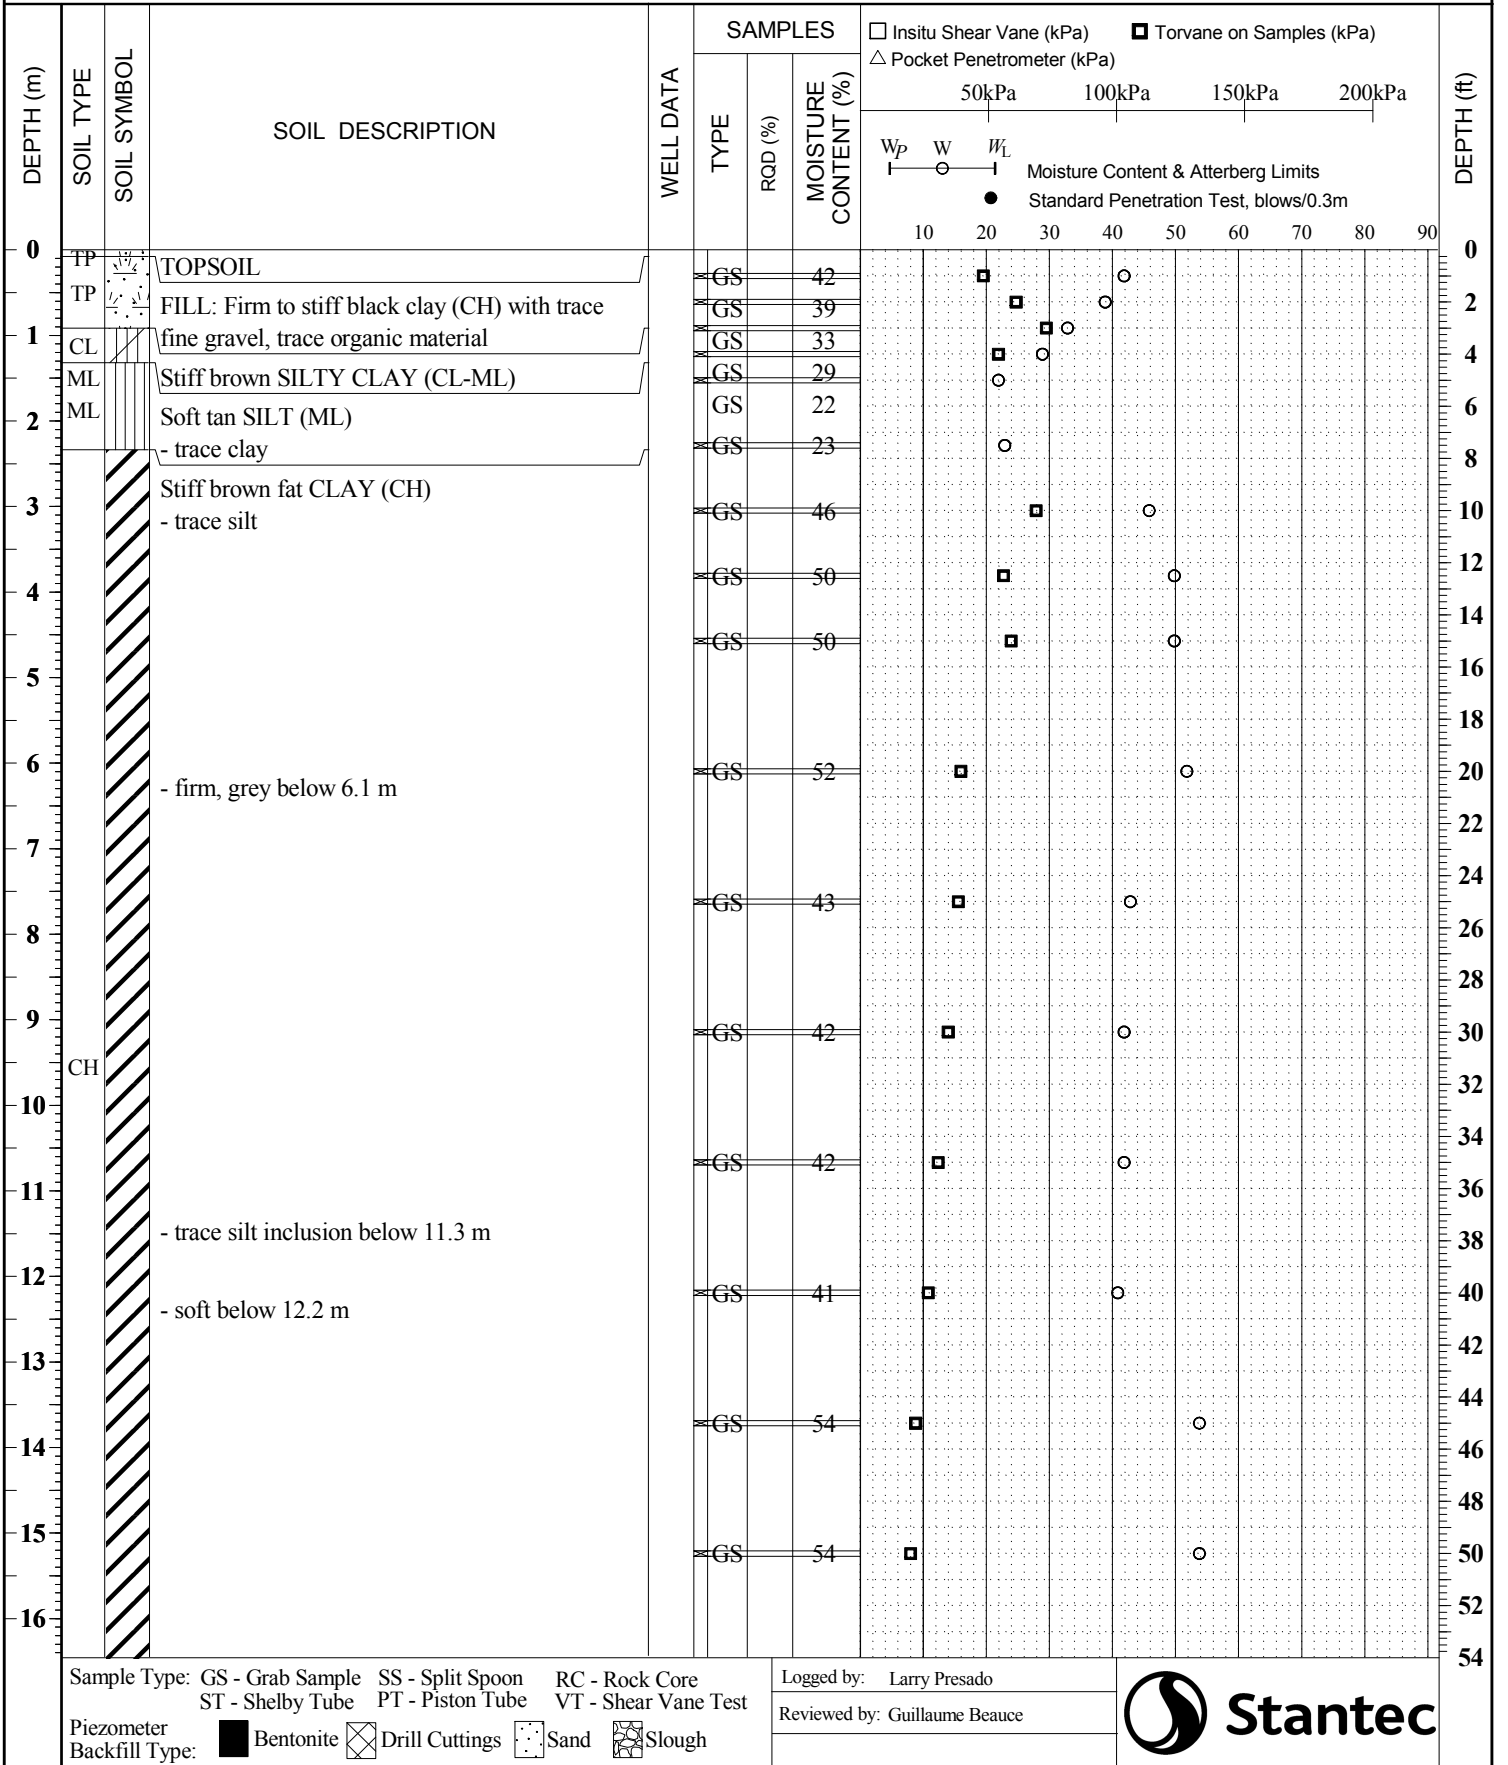 DEPTH (m)
SOIL TYPE
SOIL SYMBOL
SOIL DESCRIPTION
WELL DATA
SAMPLES
TYPE
RQD (%)
MOISTURE
CONTENT (%)
Insitu Shear Vane (kPa) Torvane on Samples (kPa)
Pocket Penetrometer (kPa)
50kPa 100kPa 150kPa 200kPa
WP W WL
Moisture Content & Atterberg Limits
Standard Penetration Test, blows/0.3m
10 20 30 40 50 60 70 80 90
DEPTH (ft)
0 TP TOPSOIL 0
GS 42
TP FILL: Firm to stiff black clay (CH) with trace GS 39 2
1 fine gravel, trace organic material GS 33
CL 4
ML Stiff brown SILTY CLAY (CL-ML) GS 29
ML Soft tan SILT (ML) GS 22 6
2
- trace clay GS 23
8
Stiff brown fat CLAY (CH)
3 GS 46 10
- trace silt
GS 50 12
4
14
GS 50
16
5
18
6 GS 52 20
- firm, grey below 6.1 m
22
7
24
GS 43
8 26
28
9 GS 42 30
CH
32
10
34
GS 42
11 36
- trace silt inclusion below 11.3 m
38
12
GS 41 40
- soft below 12.2 m
42
13
44
GS 54
14 46
48
15
GS 54 50
16 52
54
Sample Type: GS - Grab Sample SS - Split Spoon RC - Rock Core
ST - Shelby Tube PT - Piston Tube VT - Shear Vane Test
Piezometer
Backfill Type: Bentonite Drill Cuttings Sand Slough
Logged by: Larry Presado
Reviewed by: Guillaume Beauce
Stantec